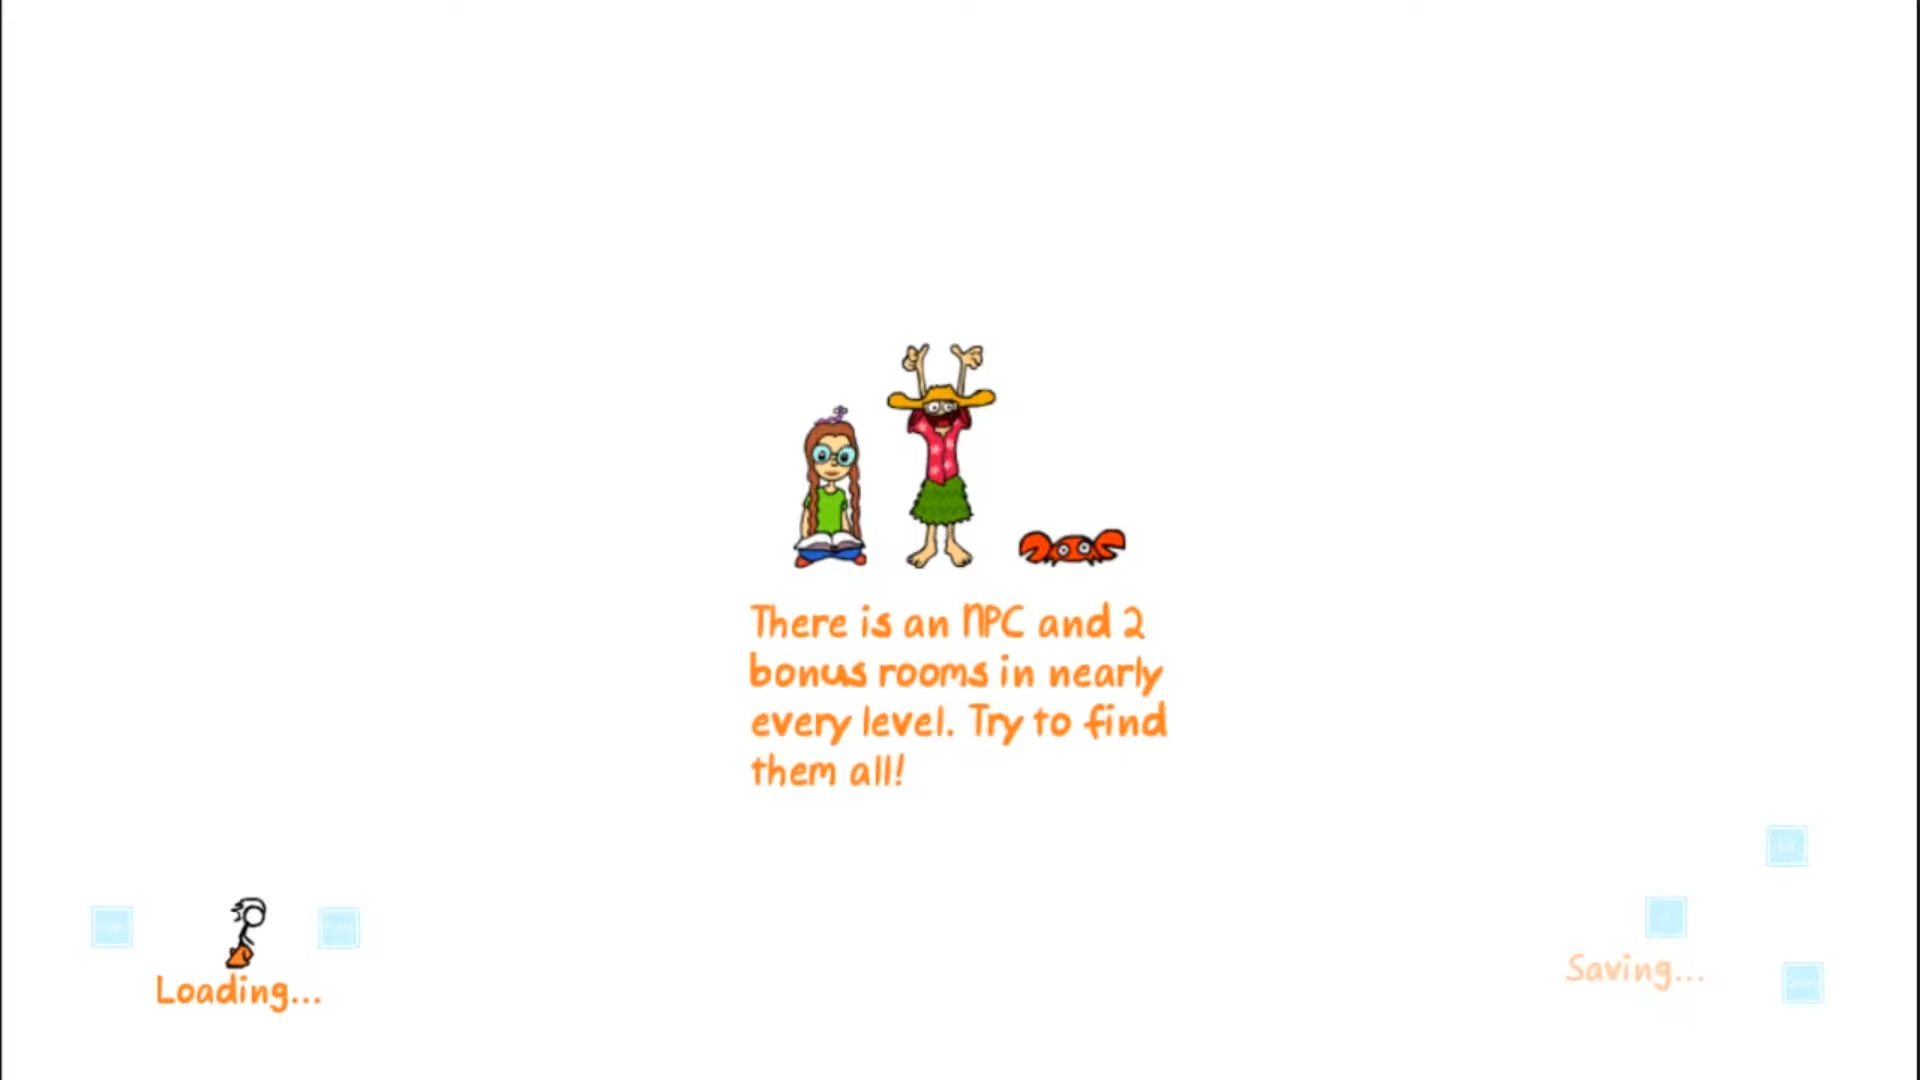 There is an NPC and 2
bonus rooms in nearly
every level. Try to find
them all!
Loading...
Saving...